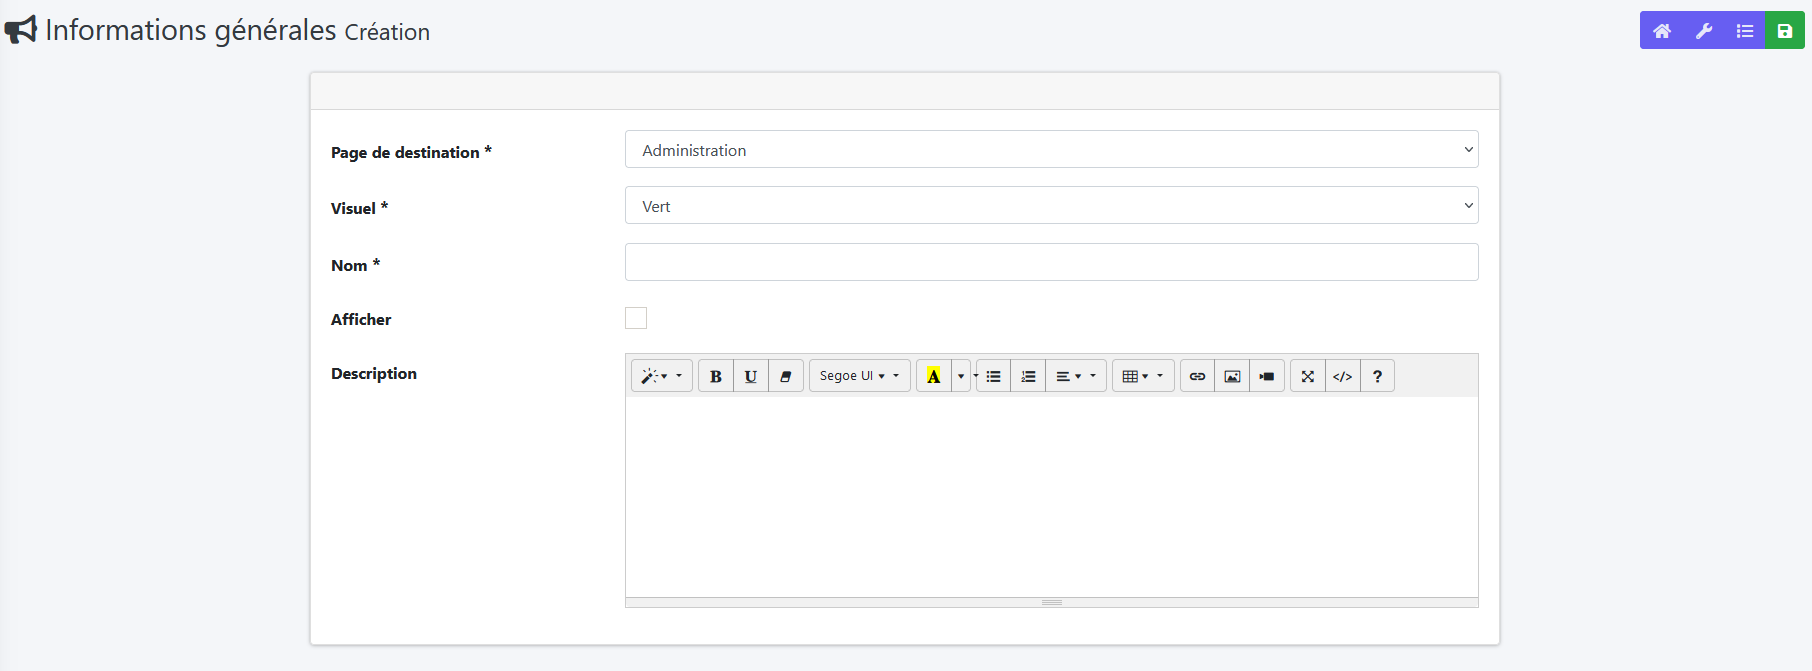 Informations générales Création
Page de destination *
Administration
Visuel *
Vert
Nom *
Afficher
Description
B U Segoe UI A </> ?